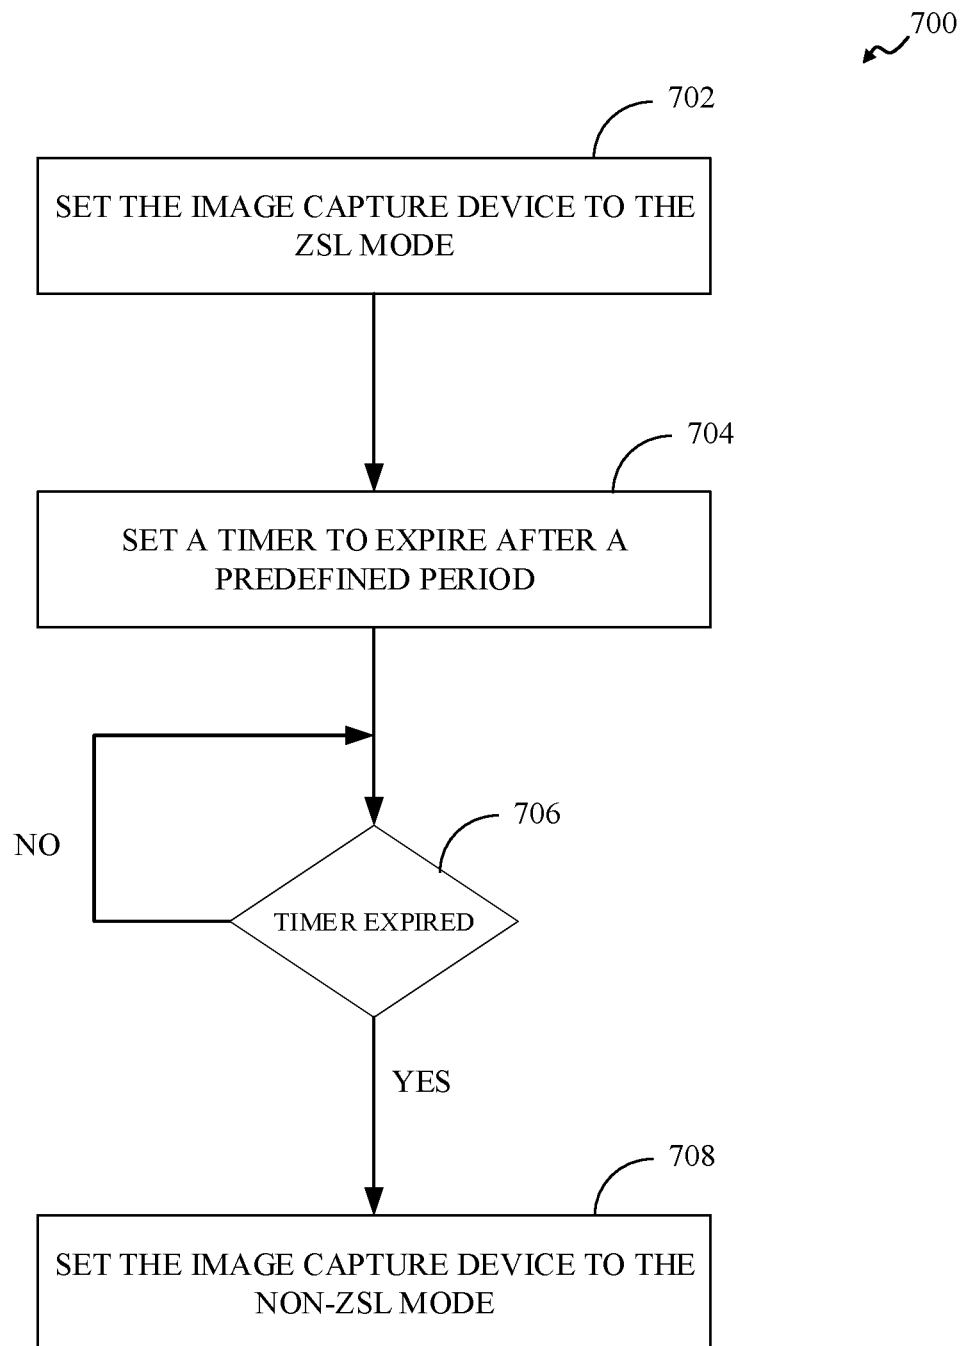 700
702
SET THE IMAGE CAPTURE DEVICE TO THE
ZSL MODE
704
SET A TIMER TO EXPIRE AFTER A
PREDEFINED PERIOD
706
NO
TIMER EXPIRED
YES
708
SET THE IMAGE CAPTURE DEVICE TO THE
NON-ZSL MODE